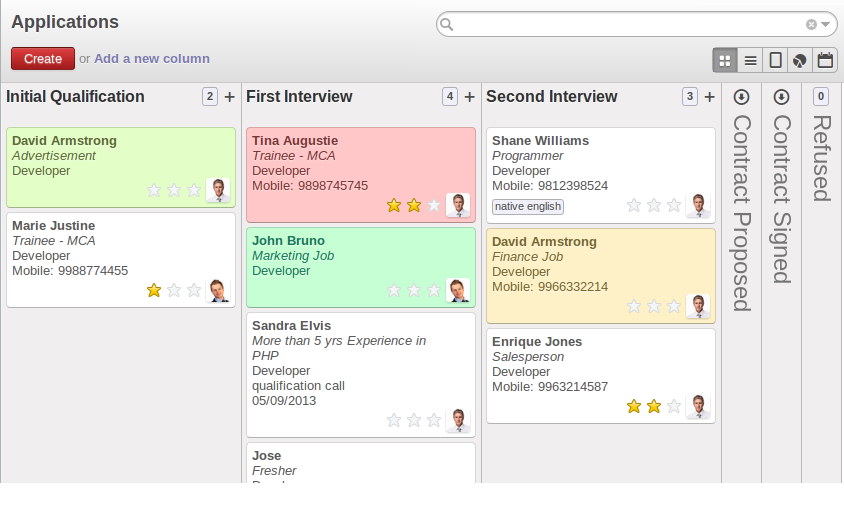 Applications
Create or Add a new column
Initial Qualification 2 +
David Armstrong
Advertisement
Developer
Marie Justine
Trainee - MCA
Developer
Mobile: 9988774455
First Interview 4 +
Tina Augustie
Trainee - MCA
Developer
Mobile: 9898745745
John Bruno
Marketing Job
Developer
Sandra Elvis
More than 5 yrs Experience in
PHP
Developer
qualification call
05/09/2013
Jose
Fresher
Second Interview 3 +
Shane Williams
Programmer
Developer
Mobile: 9812398524
native english
David Armstrong
Finance Job
Developer
Mobile: 9966332214
Enrique Jones
Salesperson
Developer
Mobile: 9963214587
Contract Proposed
Contract Signed
0
Refused